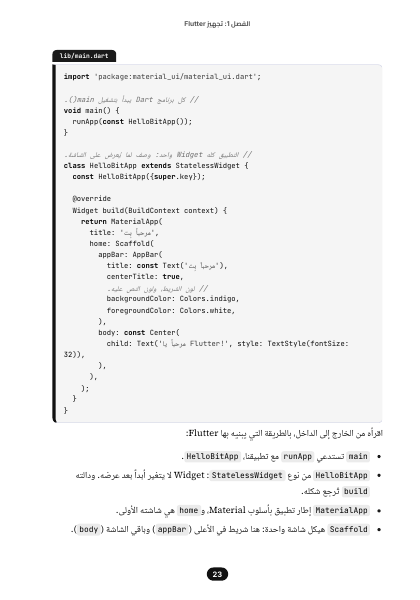 الفصل 1: تجهيز Flutter
lib/main.dart
import 'package:material_ui/material_ui.dart';
// كل برنامج Dart يبدأ بتشغيل main().
void main() {
  runApp(const HelloBitApp());
}
// التطبيق كله Widget واحد: وصف لما يُعرض على الشاشة.
class HelloBitApp extends StatelessWidget {
  const HelloBitApp({super.key});
  @override
  Widget build(BuildContext context) {
    return MaterialApp(
      title: 'مرحباً بِت',
      home: Scaffold(
        appBar: AppBar(
          title: const Text('مرحباً بِت'),
          centerTitle: true,
          // لون الشريط، ولون النص عليه.
          backgroundColor: Colors.indigo,
          foregroundColor: Colors.white,
        ),
        body: const Center(
          child: Text('مرحباً يا Flutter!', style: TextStyle(fontSize:
32)),
        ),
      ),
    );
  }
}
اقرأه من الخارج إلى الداخل، بالطريقة التي يبنيه بها Flutter:
• main تستدعي runApp مع تطبيقنا، HelloBitApp.
• HelloBitApp من نوع StatelessWidget: Widget لا يتغير أبداً بعد عرضه. ودالته
build تُرجع شكله.
• MaterialApp إطار تطبيق بأسلوب Material، و home هي شاشته الأولى.
• Scaffold هيكل شاشة واحدة: هنا شريط في الأعلى (appBar) وباقي الشاشة (body).
23